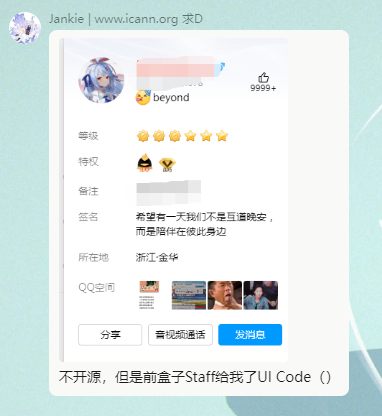 Jankie | www.icann.org 求D
9999+
beyond
等级
特权
备注
签名
希望有一天我们不是互道晚安，
而是陪伴在彼此身边
所在地
浙江-金华
QQ空间
分享
音视频通话
发消息
不开源，但是前盒子Staff给我了UI Code（）